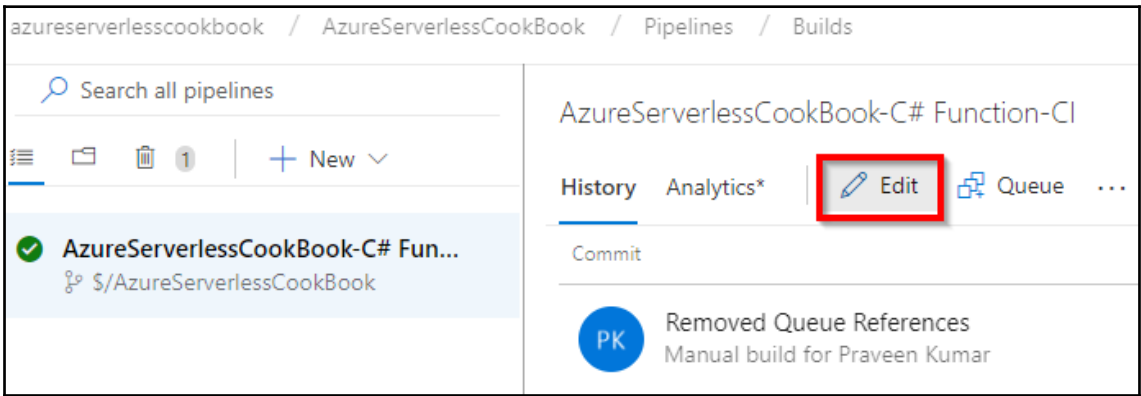 azureserverlesscookbook / AzureServerlessCookBook / Pipelines / Builds
Search all pipelines
1 New
AzureServerlessCookBook-C# Fun...
$/AzureServerlessCookBook
AzureServerlessCookBook-C# Function-CI
History Analytics* Edit Queue ...
Commit
PK
Removed Queue References
Manual build for Praveen Kumar